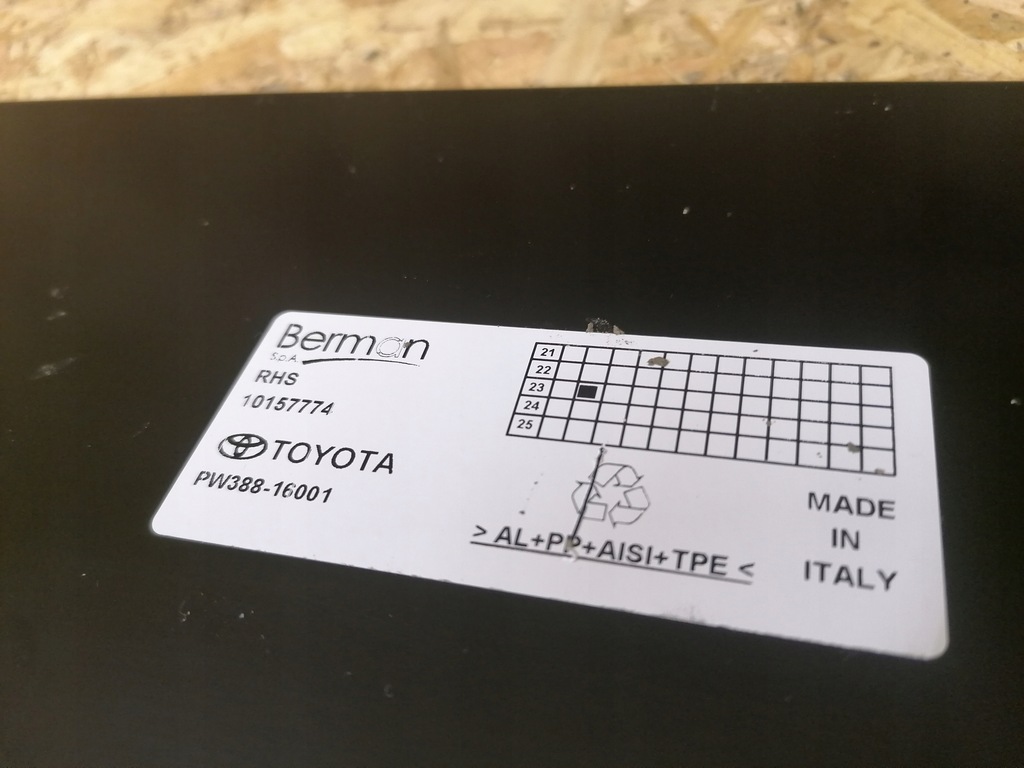 Berman
S.p.A.
RHS
10157774
TOYOTA
PW388-16001
21
22
23
24
25
> AL+PP+AISI+TPE <
MADE
IN
ITALY